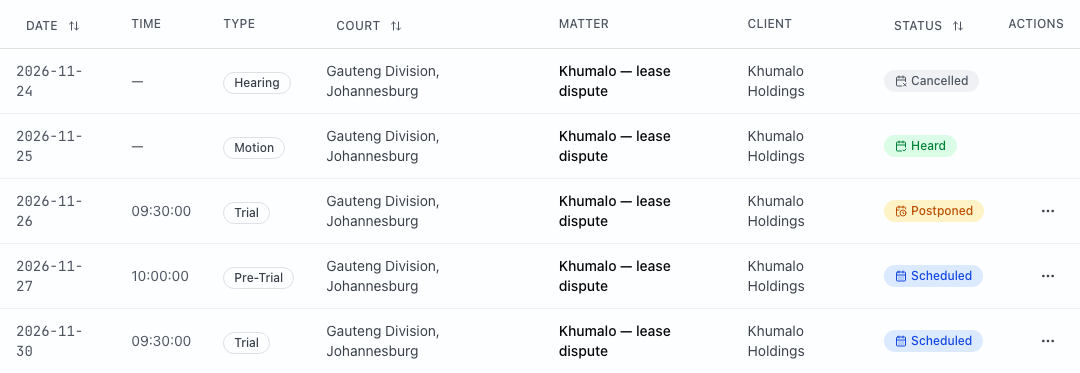 DATE TIME TYPE COURT MATTER CLIENT STATUS ACTIONS
2026-11-24 — Hearing Gauteng Division, Johannesburg Khumalo — lease dispute Khumalo Holdings Cancelled
2026-11-25 — Motion Gauteng Division, Johannesburg Khumalo — lease dispute Khumalo Holdings Heard
2026-11-26 09:30:00 Trial Gauteng Division, Johannesburg Khumalo — lease dispute Khumalo Holdings Postponed ...
2026-11-27 10:00:00 Pre-Trial Gauteng Division, Johannesburg Khumalo — lease dispute Khumalo Holdings Scheduled ...
2026-11-30 09:30:00 Trial Gauteng Division, Johannesburg Khumalo — lease dispute Khumalo Holdings Scheduled ...